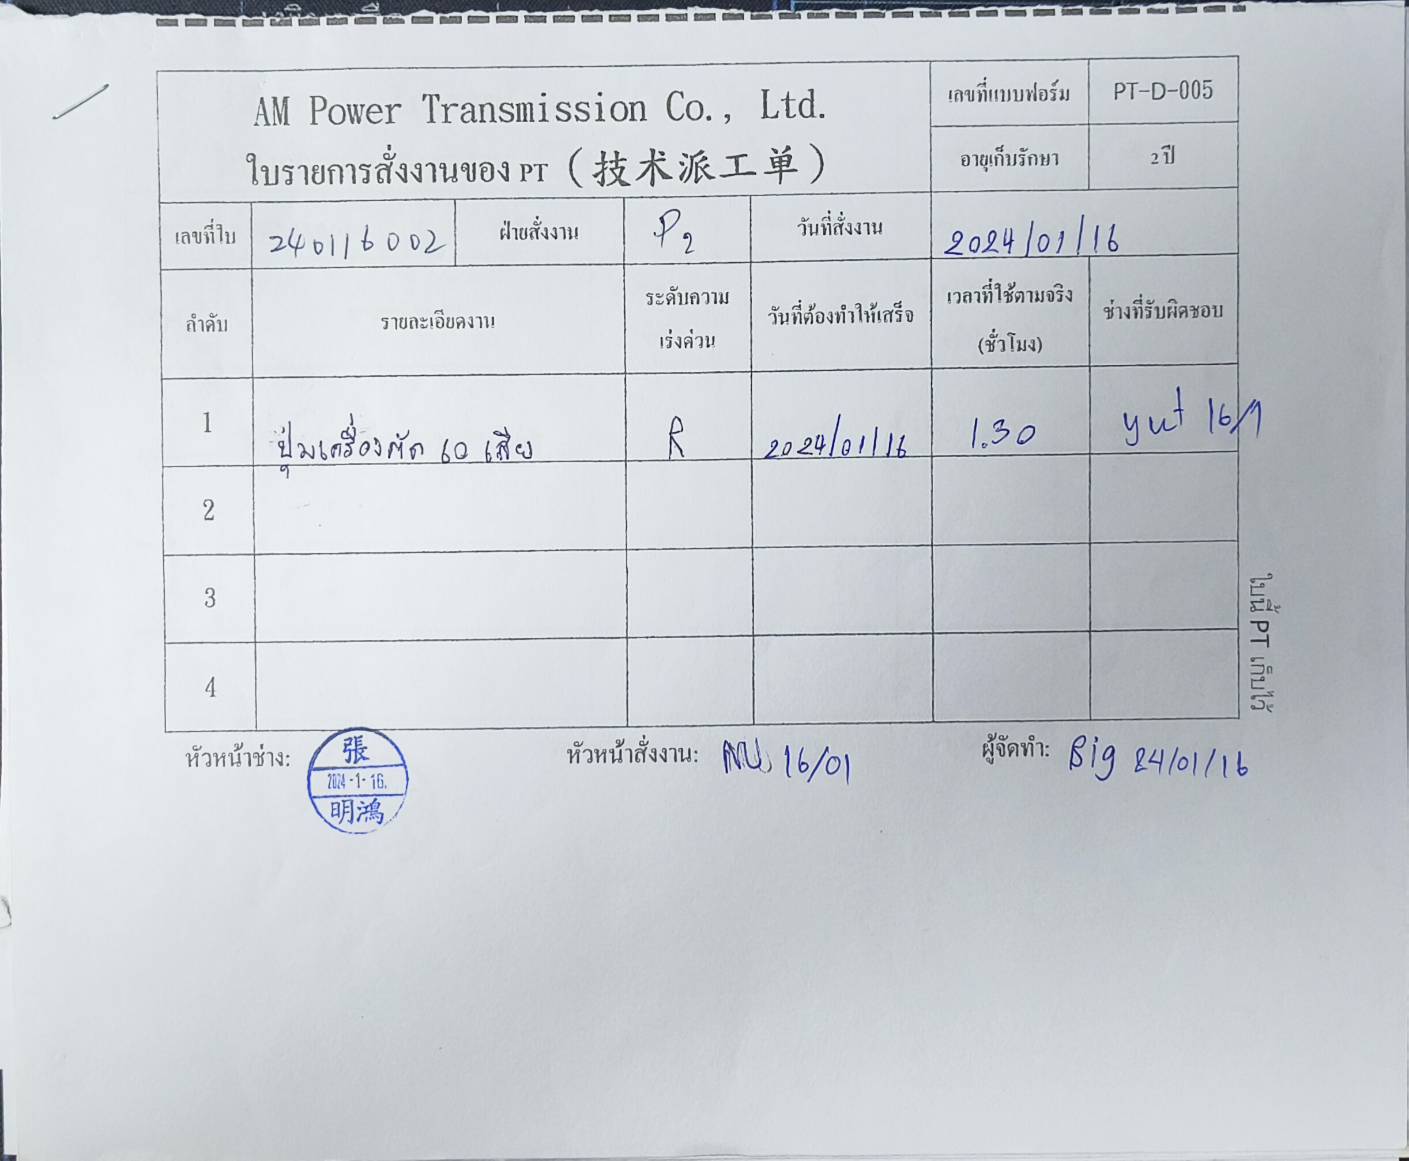 AM Power Transmission Co., Ltd.
ใบรายการสั่งงานของ PT (技术派工单)
เลขที่แบบฟอร์ม PT-D-005
อายุเก็บรักษา 2 ปี
เลขที่ใบ 240116002 ฝ่ายสั่งงาน P2 วันที่สั่งงาน 2024/01/16
ลำดับ รายละเอียดงาน ระดับความเร่งด่วน วันที่ต้องทำให้เสร็จ เวลาที่ใช้ตามจริง (ชั่วโมง) ช่างที่รับผิดชอบ
1 ปุ่มเครื่องตัด 60 เสีย R 2024/01/16 1.30 yut 16/1
2
3
4
ใบนี้ PT เก็บไว้
หัวหน้าช่าง: 張 2024-1-16. 明鴻 หัวหน้าสั่งงาน: 16/01 ผู้จัดทำ: Big 24/01/16